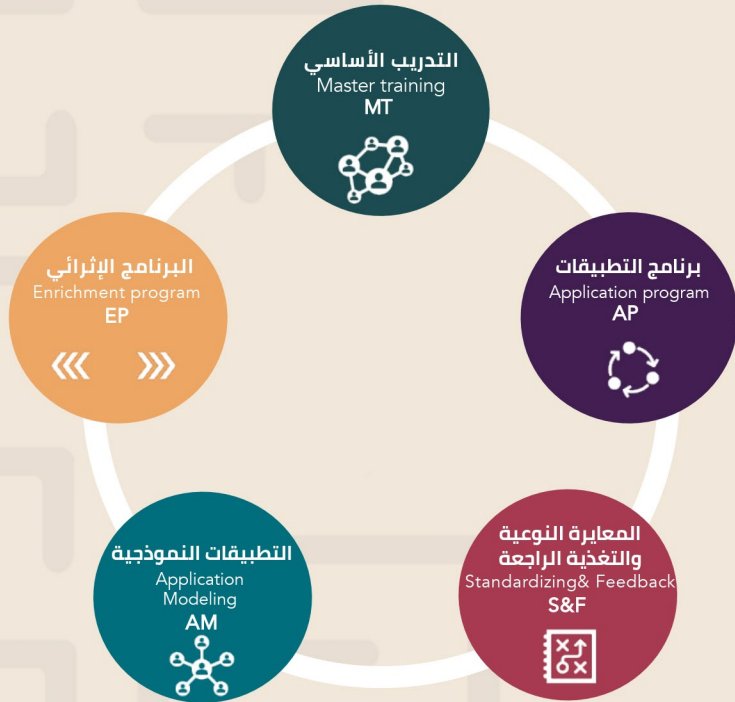 التدريب الأساسي
Master training
MT
برنامج التطبيقات
Application program
AP
المعايرة النوعية
والتغذية الراجعة
Standardizing& Feedback
S&F
التطبيقات النموذجية
Application
Modeling
AM
البرنامج الإثرائي
Enrichment program
EP